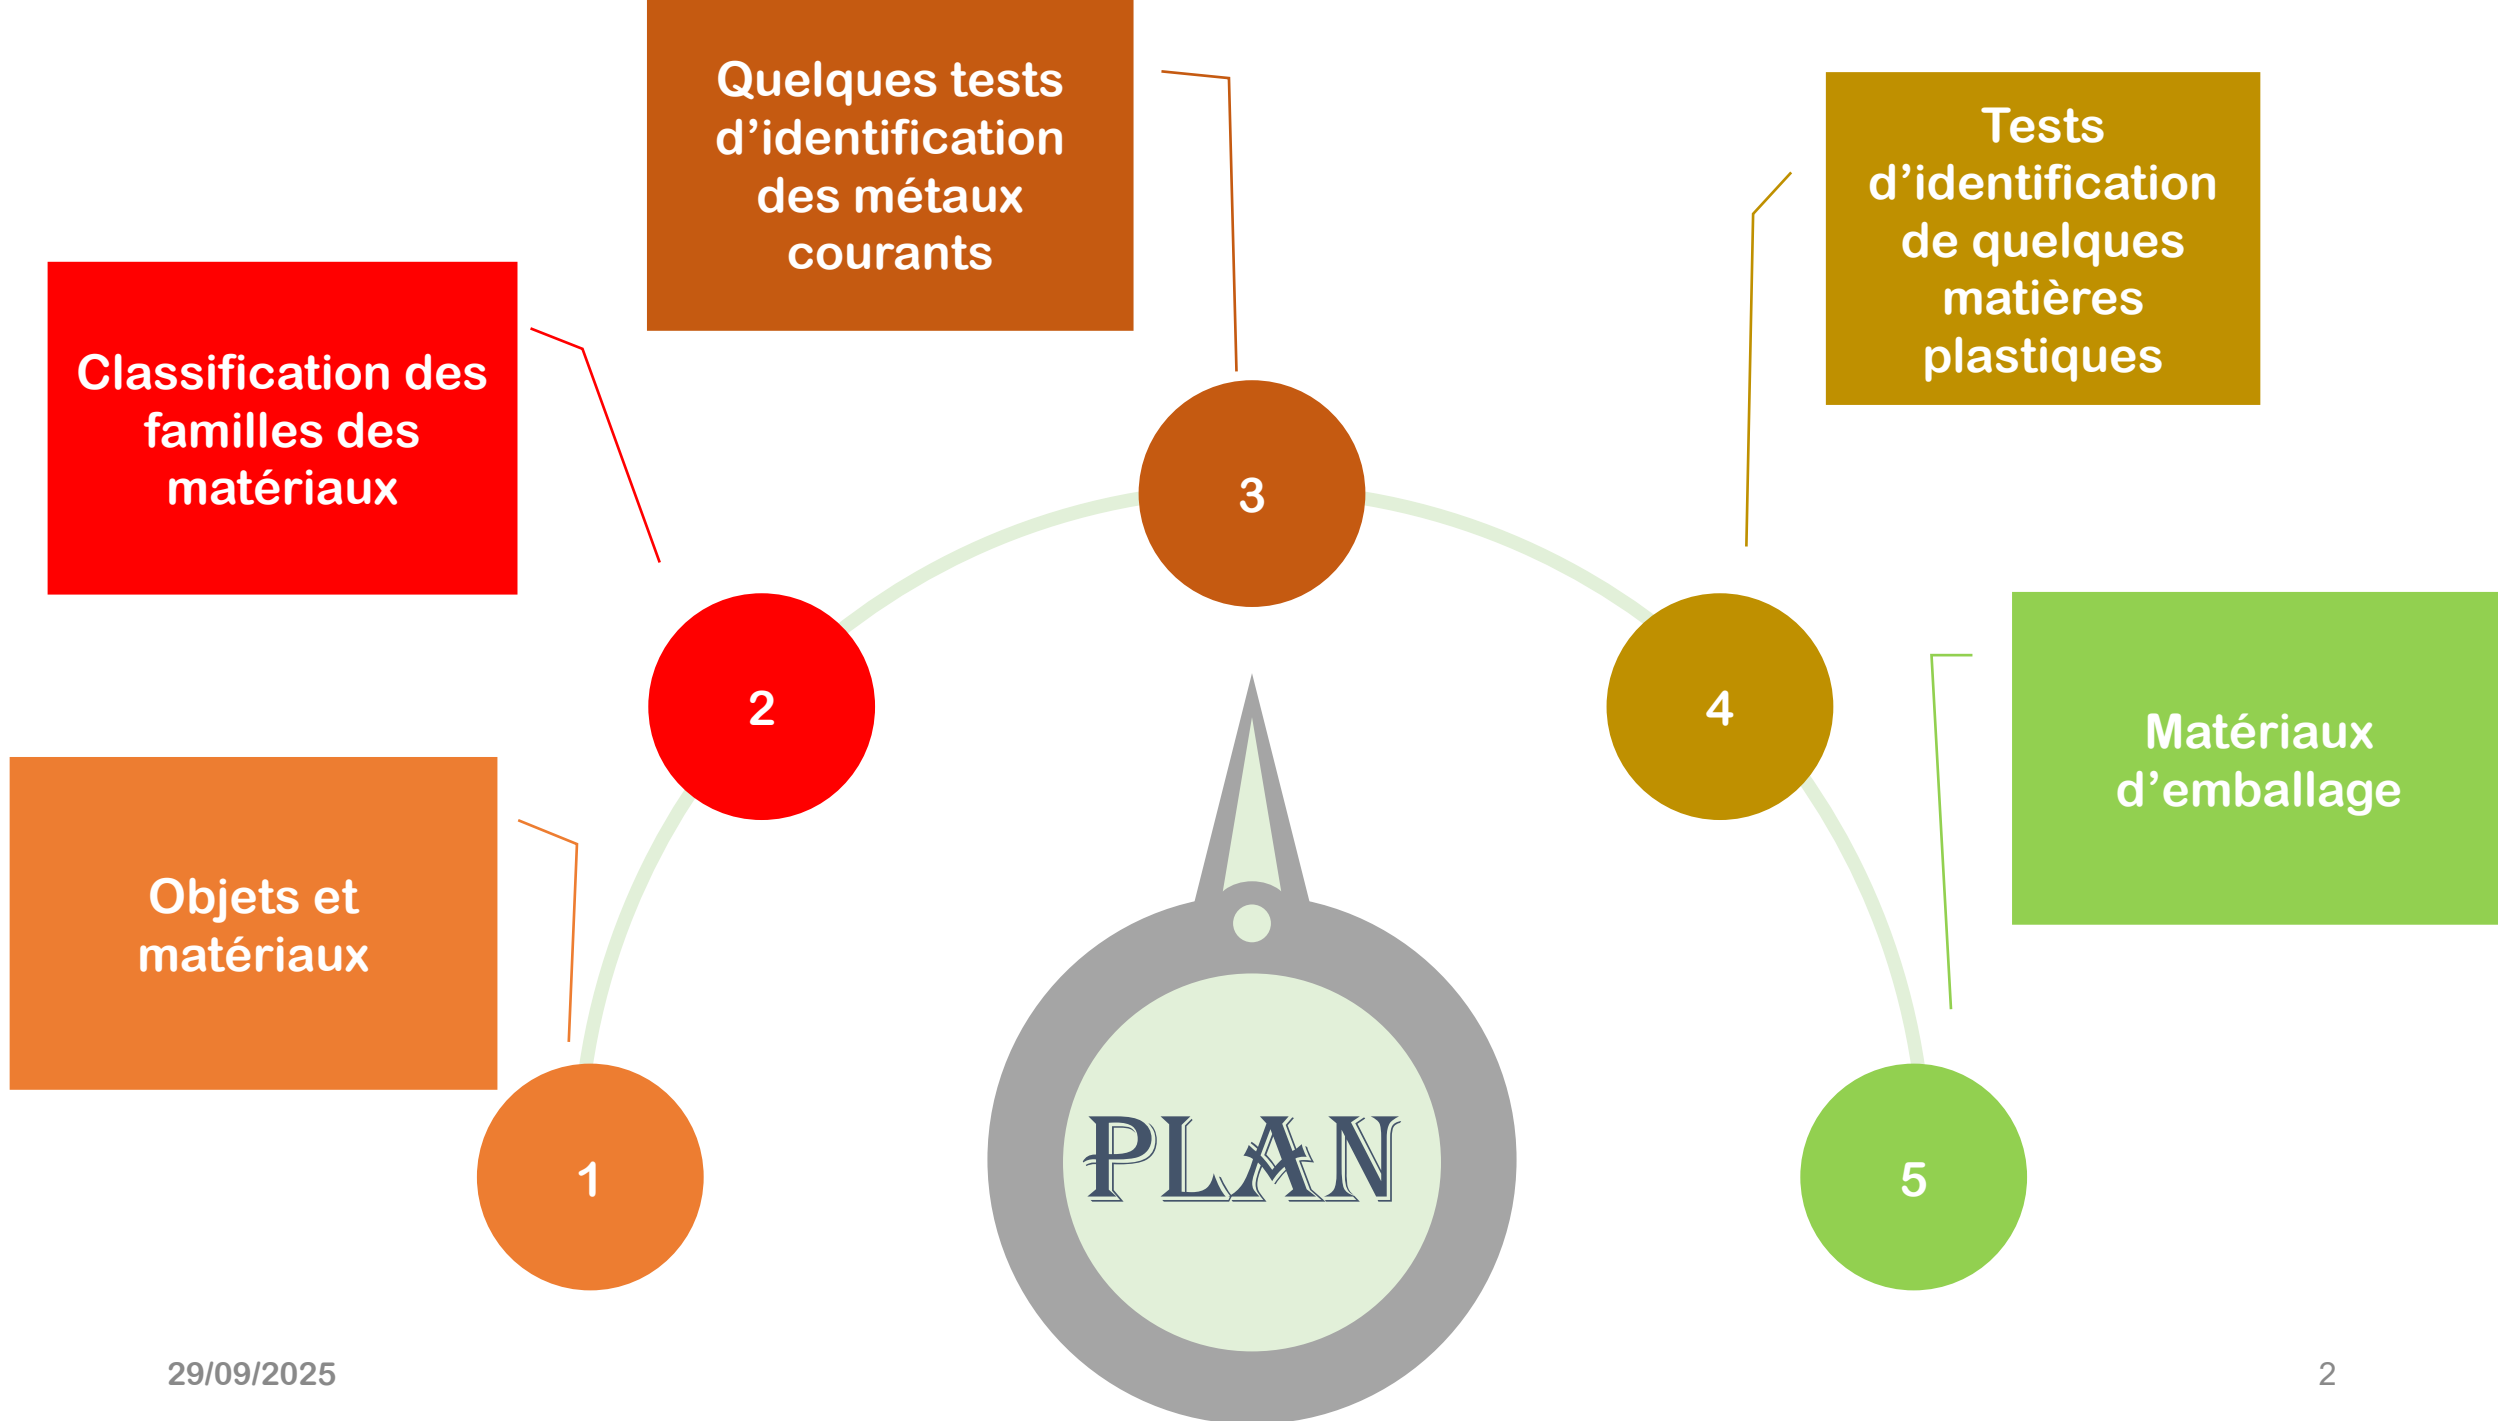 Quelques tests
d’identification
des métaux
courants
Tests
d’identification
de quelques
matières
plastiques
Classification des
familles des
matériaux
3
2
4
Matériaux
d’emballage
Objets et
matériaux
PLAN
1
5
29/09/2025
2